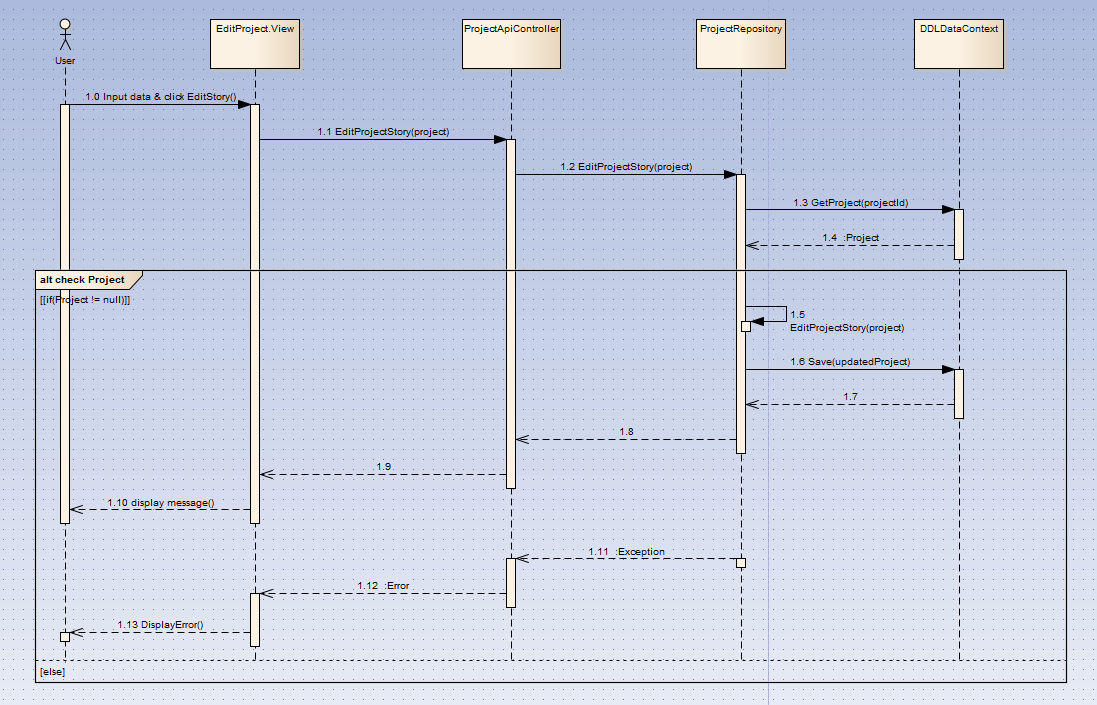 User
EditProject.View
ProjectApiController
ProjectRepository
DDLDataContext
1.0 Input data & click EditStory()
1.1 EditProjectStory(project)
1.2 EditProjectStory(project)
1.3 GetProject(projectId)
1.4 :Project
alt check Project
[[if(Project != null)]]
1.5
EditProjectStory(project)
1.6 Save(updatedProject)
1.7
1.8
1.9
1.10 display message()
1.11 :Exception
1.12 :Error
1.13 DisplayError()
[else]